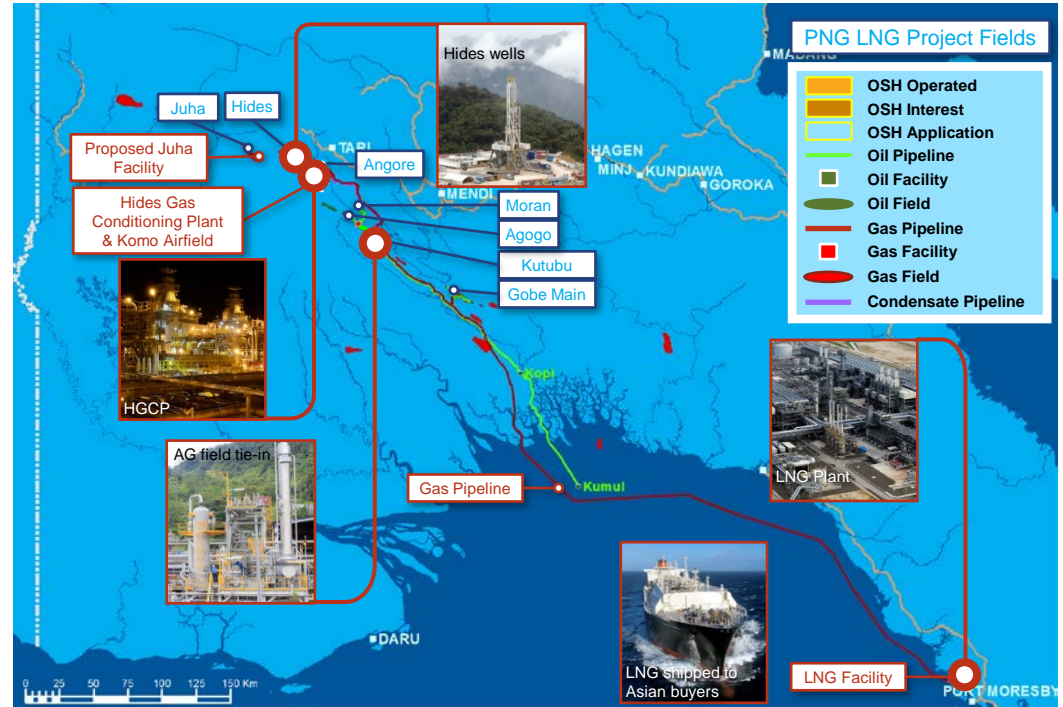 PNG LNG Project Fields
MADANG
OSH Operated
OSH Interest
OSH Application
Oil Pipeline
Oil Facility
Oil Field
Gas Pipeline
Gas Facility
Gas Field
Condensate Pipeline
Hides wells
Juha
Hides
Proposed Juha
Facility
TARI
Angore
HAGEN
MINJ
KUNDIAWA
GOROKA
MENDI
Hides Gas
Conditioning Plant
& Komo Airfield
Moran
Agogo
Kutubu
Gobe Main
HGCP
Kopi
AG field tie-in
Gas Pipeline
Kumul
LNG Plant
LNG shipped to
Asian buyers
DARU
LNG Facility
PORT MORESBY
0 25 50 75 100 150 Km